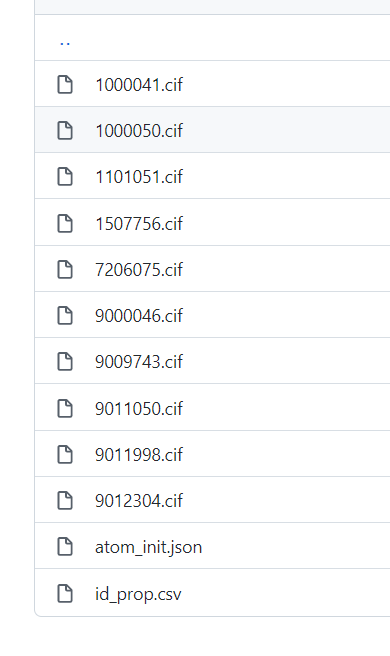 ..
1000041.cif
1000050.cif
1101051.cif
1507756.cif
7206075.cif
9000046.cif
9009743.cif
9011050.cif
9011998.cif
9012304.cif
atom_init.json
id_prop.csv